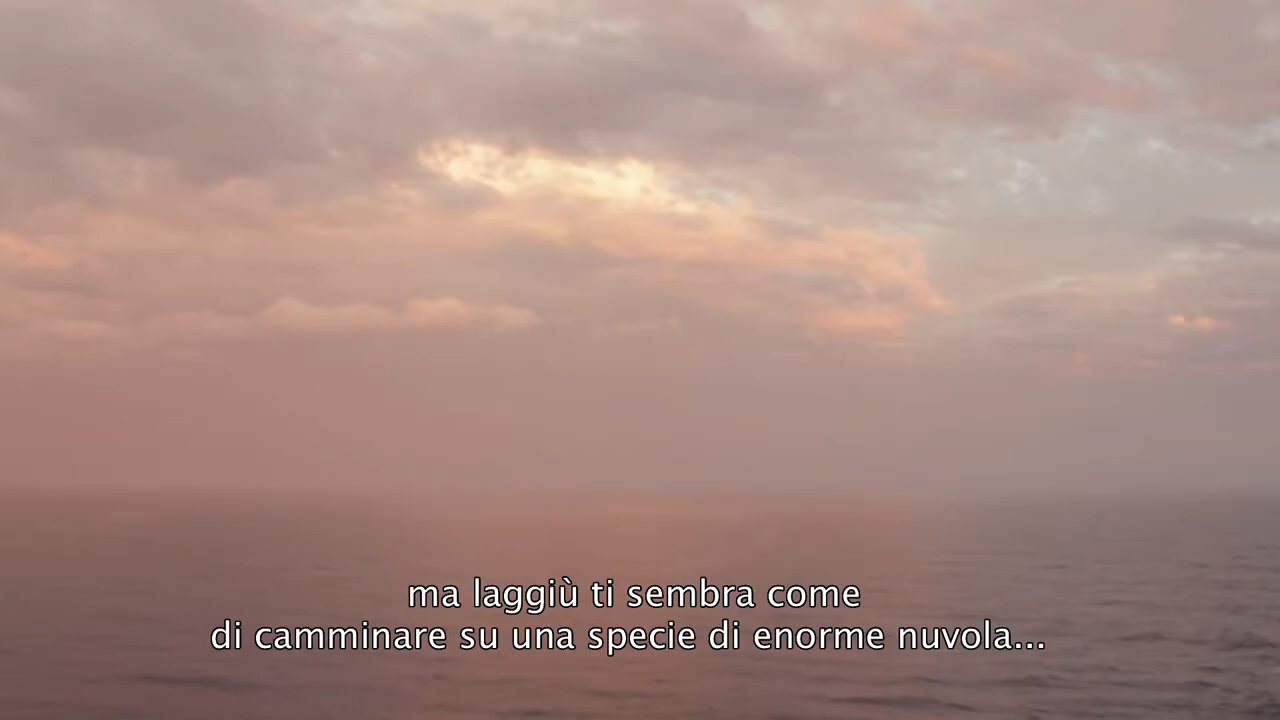 ma laggiù ti sembra come
di camminare su una specie di enorme nuvola...